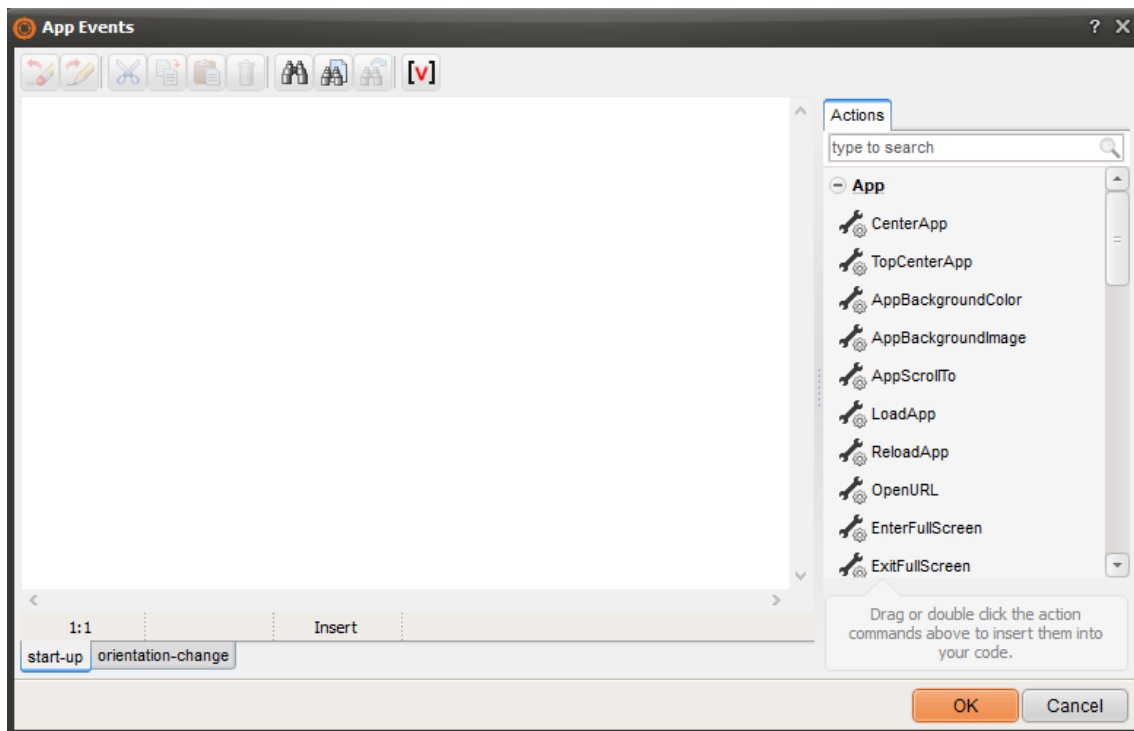 App Events
? X
[v]
Actions
type to search
App
CenterApp
TopCenterApp
AppBackgroundColor
AppBackgroundImage
AppScrollTo
LoadApp
ReloadApp
OpenURL
EnterFullScreen
ExitFullScreen
Drag or double click the action
commands above to insert them into
your code.
1:1 Insert
start-up orientation-change
OK Cancel